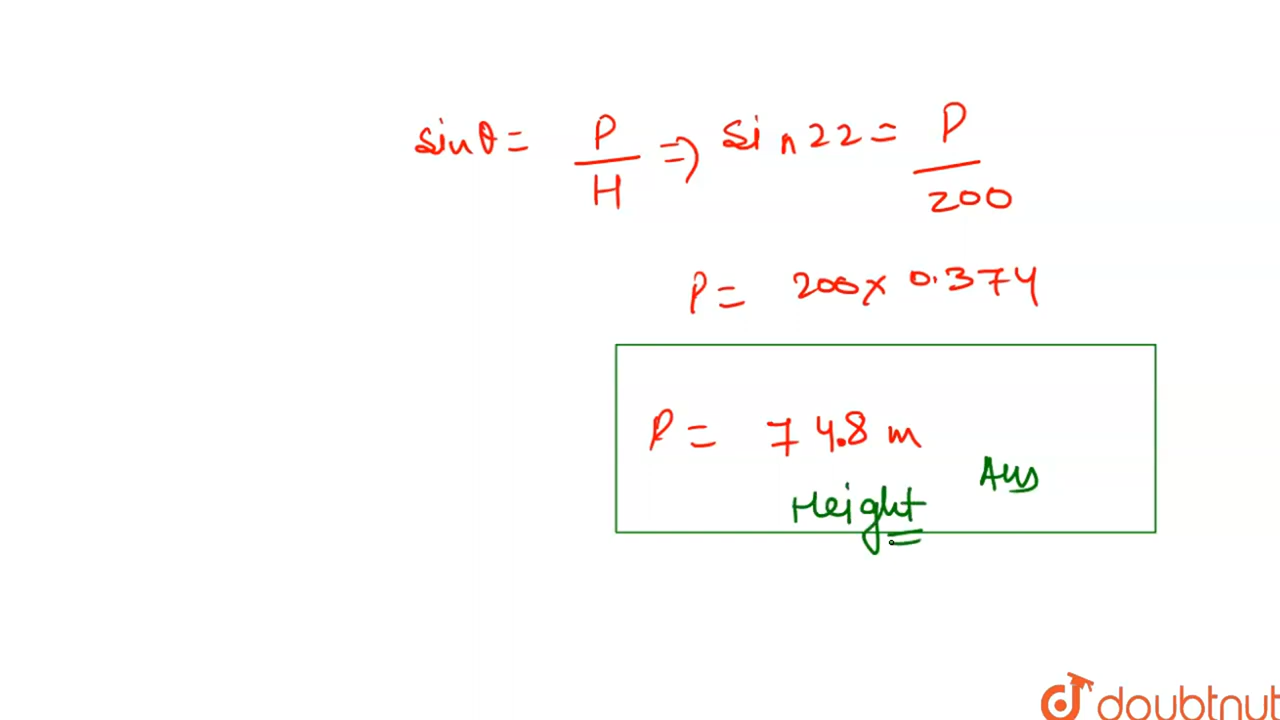 sinθ = P/H ⇒ sin 22 = P/200
P = 200 × 0.374
P = 74.8 m
Ans
Height
doubtnut